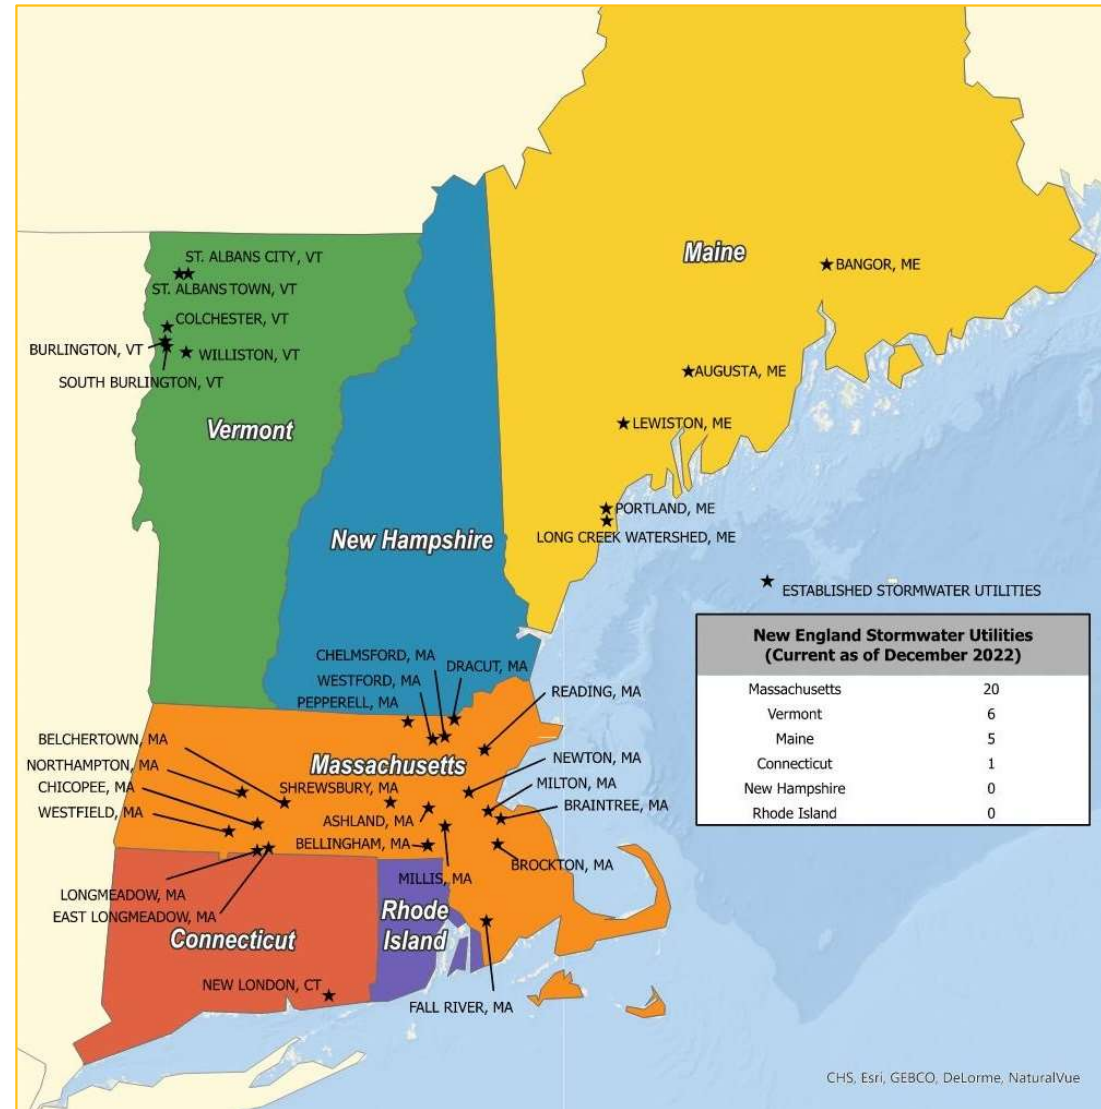 ST. ALBANS CITY, VT
ST. ALBANS TOWN, VT
COLCHESTER, VT
BURLINGTON, VT
WILLISTON, VT
SOUTH BURLINGTON, VT
Vermont
New Hampshire
Maine
BANGOR, ME
AUGUSTA, ME
LEWISTON, ME
PORTLAND, ME
LONG CREEK WATERSHED, ME
ESTABLISHED STORMWATER UTILITIES
New England Stormwater Utilities
(Current as of December 2022)
Massachusetts 20
Vermont 6
Maine 5
Connecticut 1
New Hampshire 0
Rhode Island 0
CHELMSFORD, MA
DRACUT, MA
WESTFORD, MA
PEPPERELL, MA
READING, MA
BELCHERTOWN, MA
NORTHAMPTON, MA
CHICOPEE, MA
WESTFIELD, MA
Massachusetts
SHREWSBURY, MA
NEWTON, MA
MILTON, MA
BRAINTREE, MA
ASHLAND, MA
BELLINGHAM, MA
BROCKTON, MA
MILLIS, MA
LONGMEADOW, MA
EAST LONGMEADOW, MA
Connecticut
Rhode
Island
NEW LONDON, CT
FALL RIVER, MA
CHS, Esri, GEBCO, DeLorme, NaturalVue